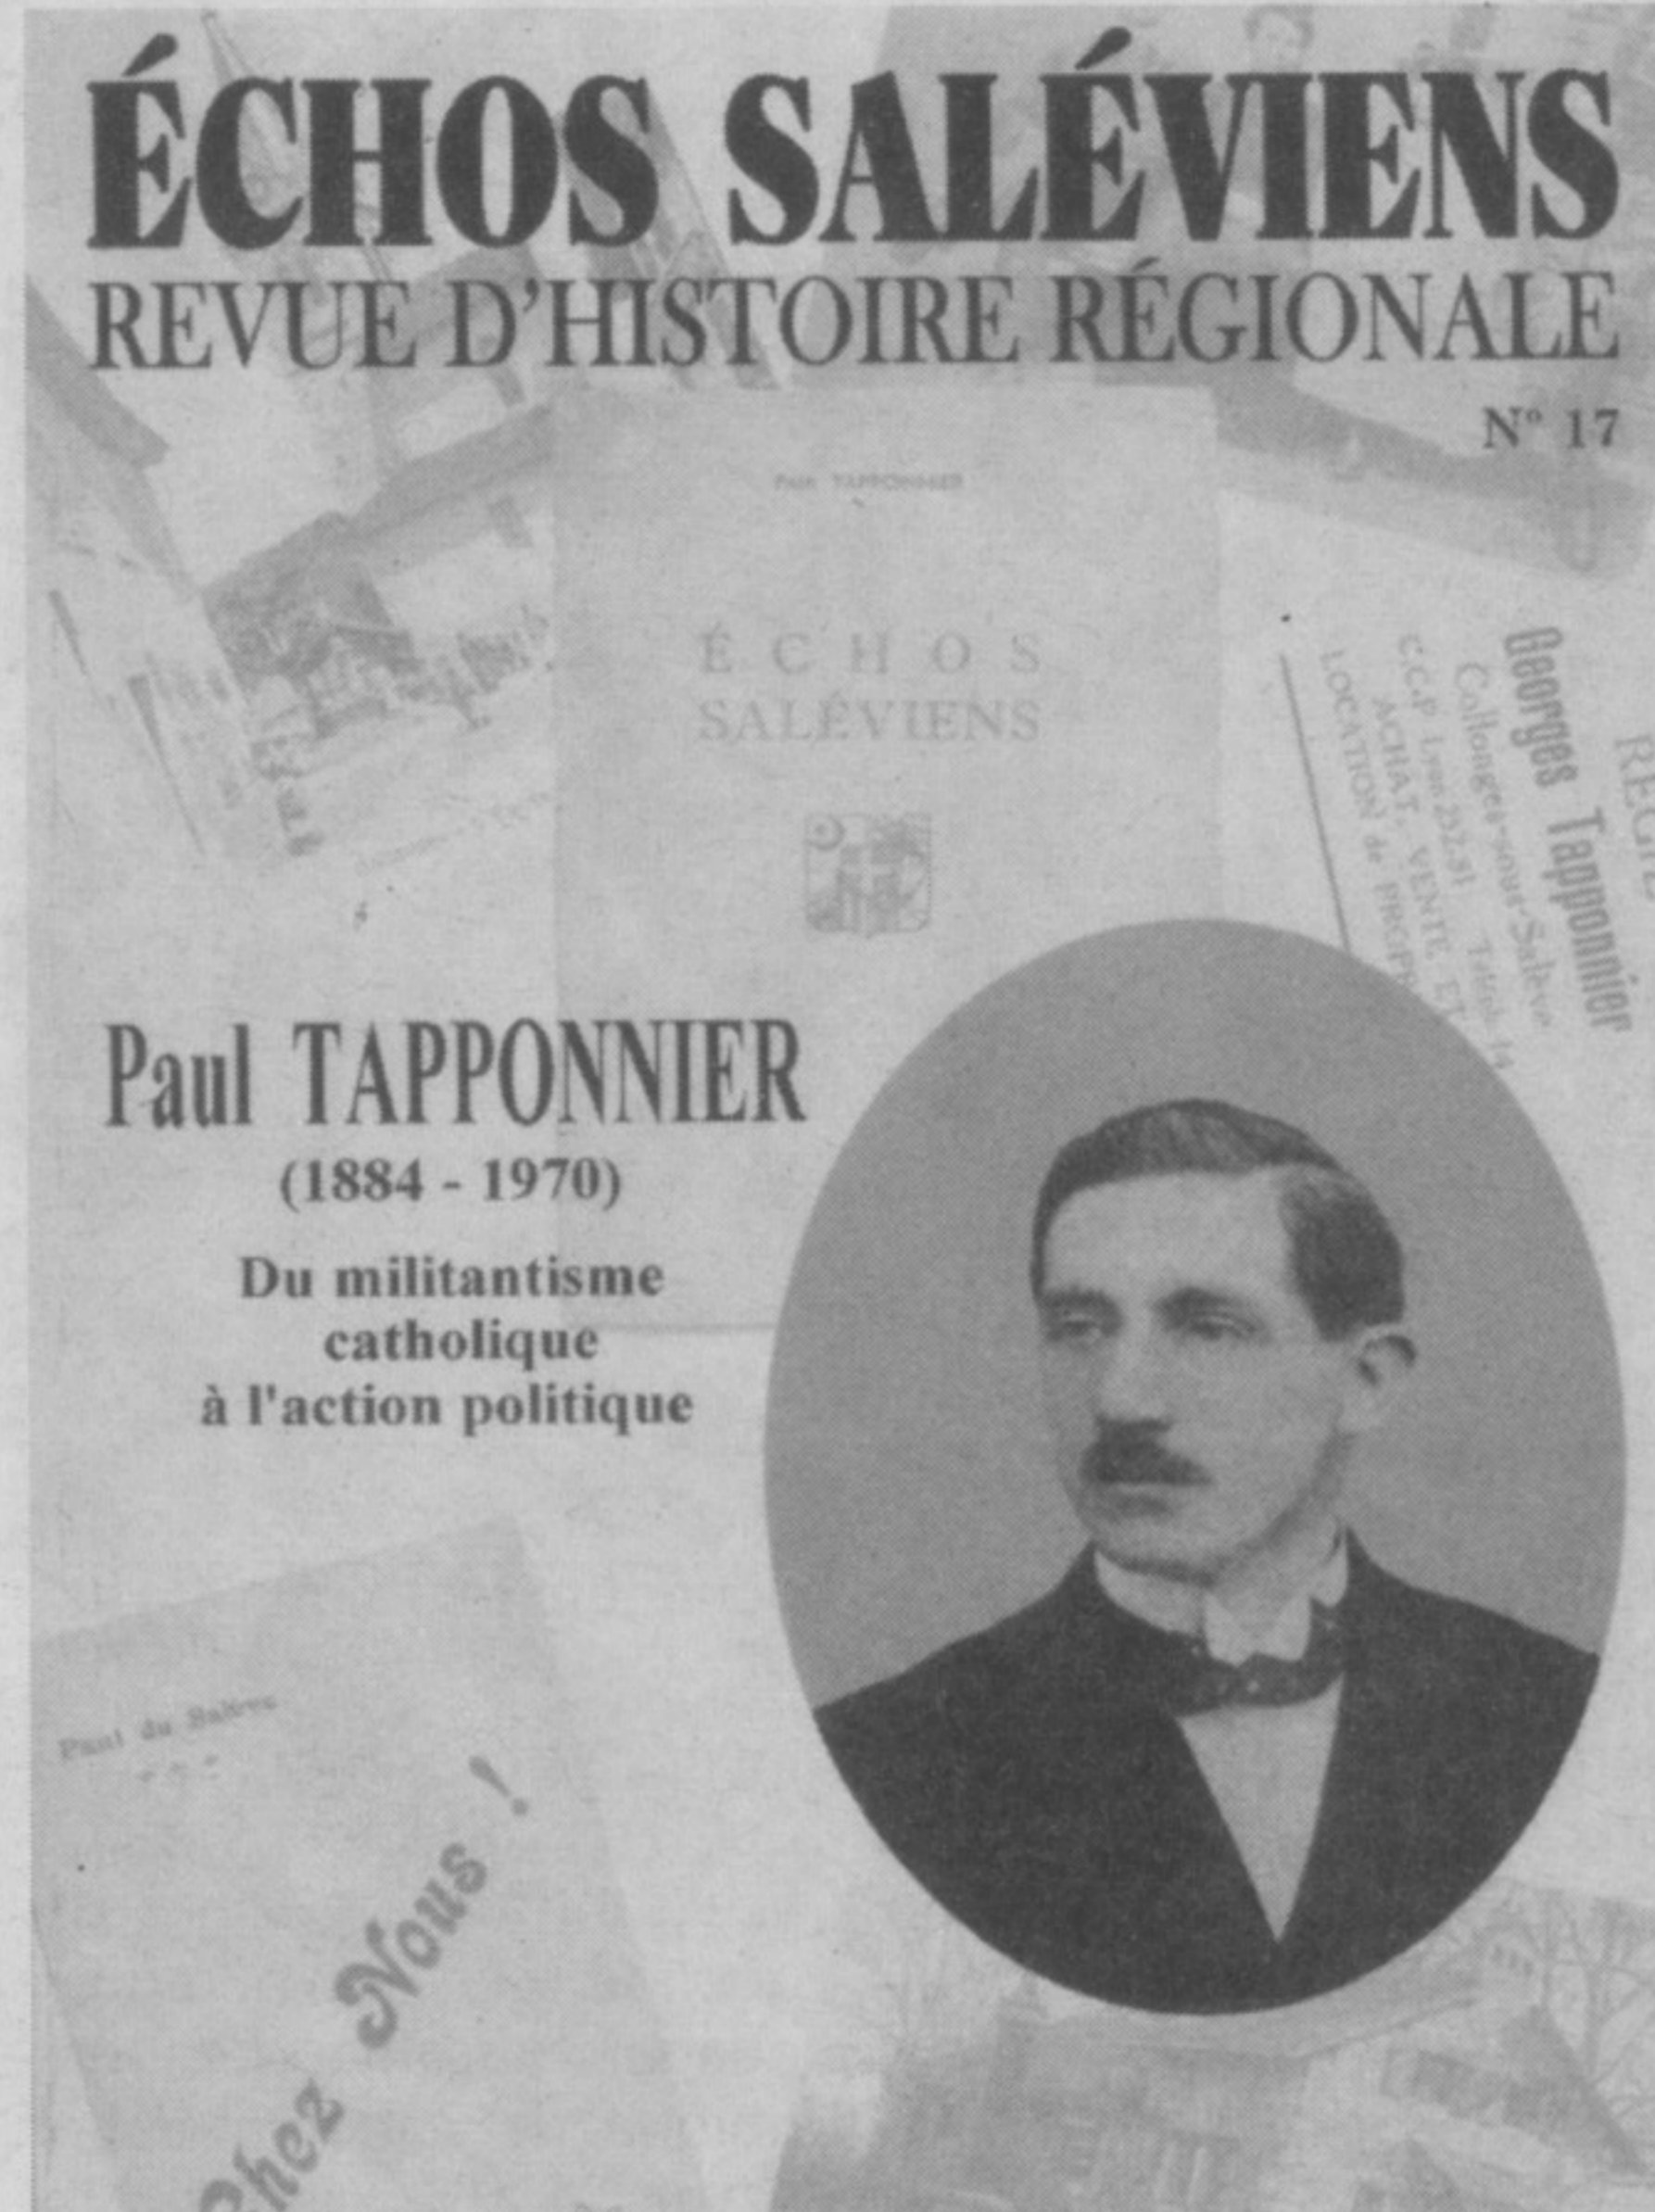 ÉCHOS SALÉVIENS
REVUE D'HISTOIRE RÉGIONALE
N° 17
Paul TAPPONNIER
ÉCHOS
SALÉVIENS
Georges Tapponnier
Collonges-sous-Salève
ACHAT, VENTE ET
LOCATION de
Paul TAPPONNIER
(1884 - 1970)
Du militantisme
catholique
à l'action politique
Paul du Salève
Chez Nous !